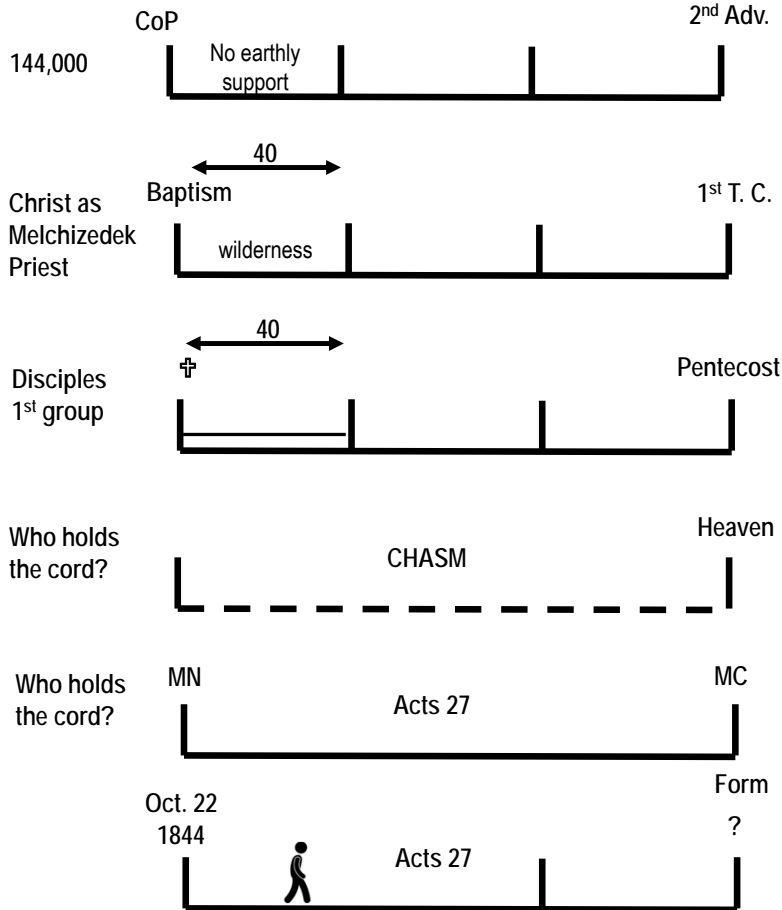 CoP
2nd Adv.
144,000
No earthly
support
40
Baptism
1st T. C.
Christ as
Melchizedek
Priest
wilderness
40
Disciples
1st group
Pentecost
Who holds
the cord?
CHASM
Heaven
Who holds
the cord?
MN
Acts 27
MC
Oct. 22
1844
Acts 27
Form
?